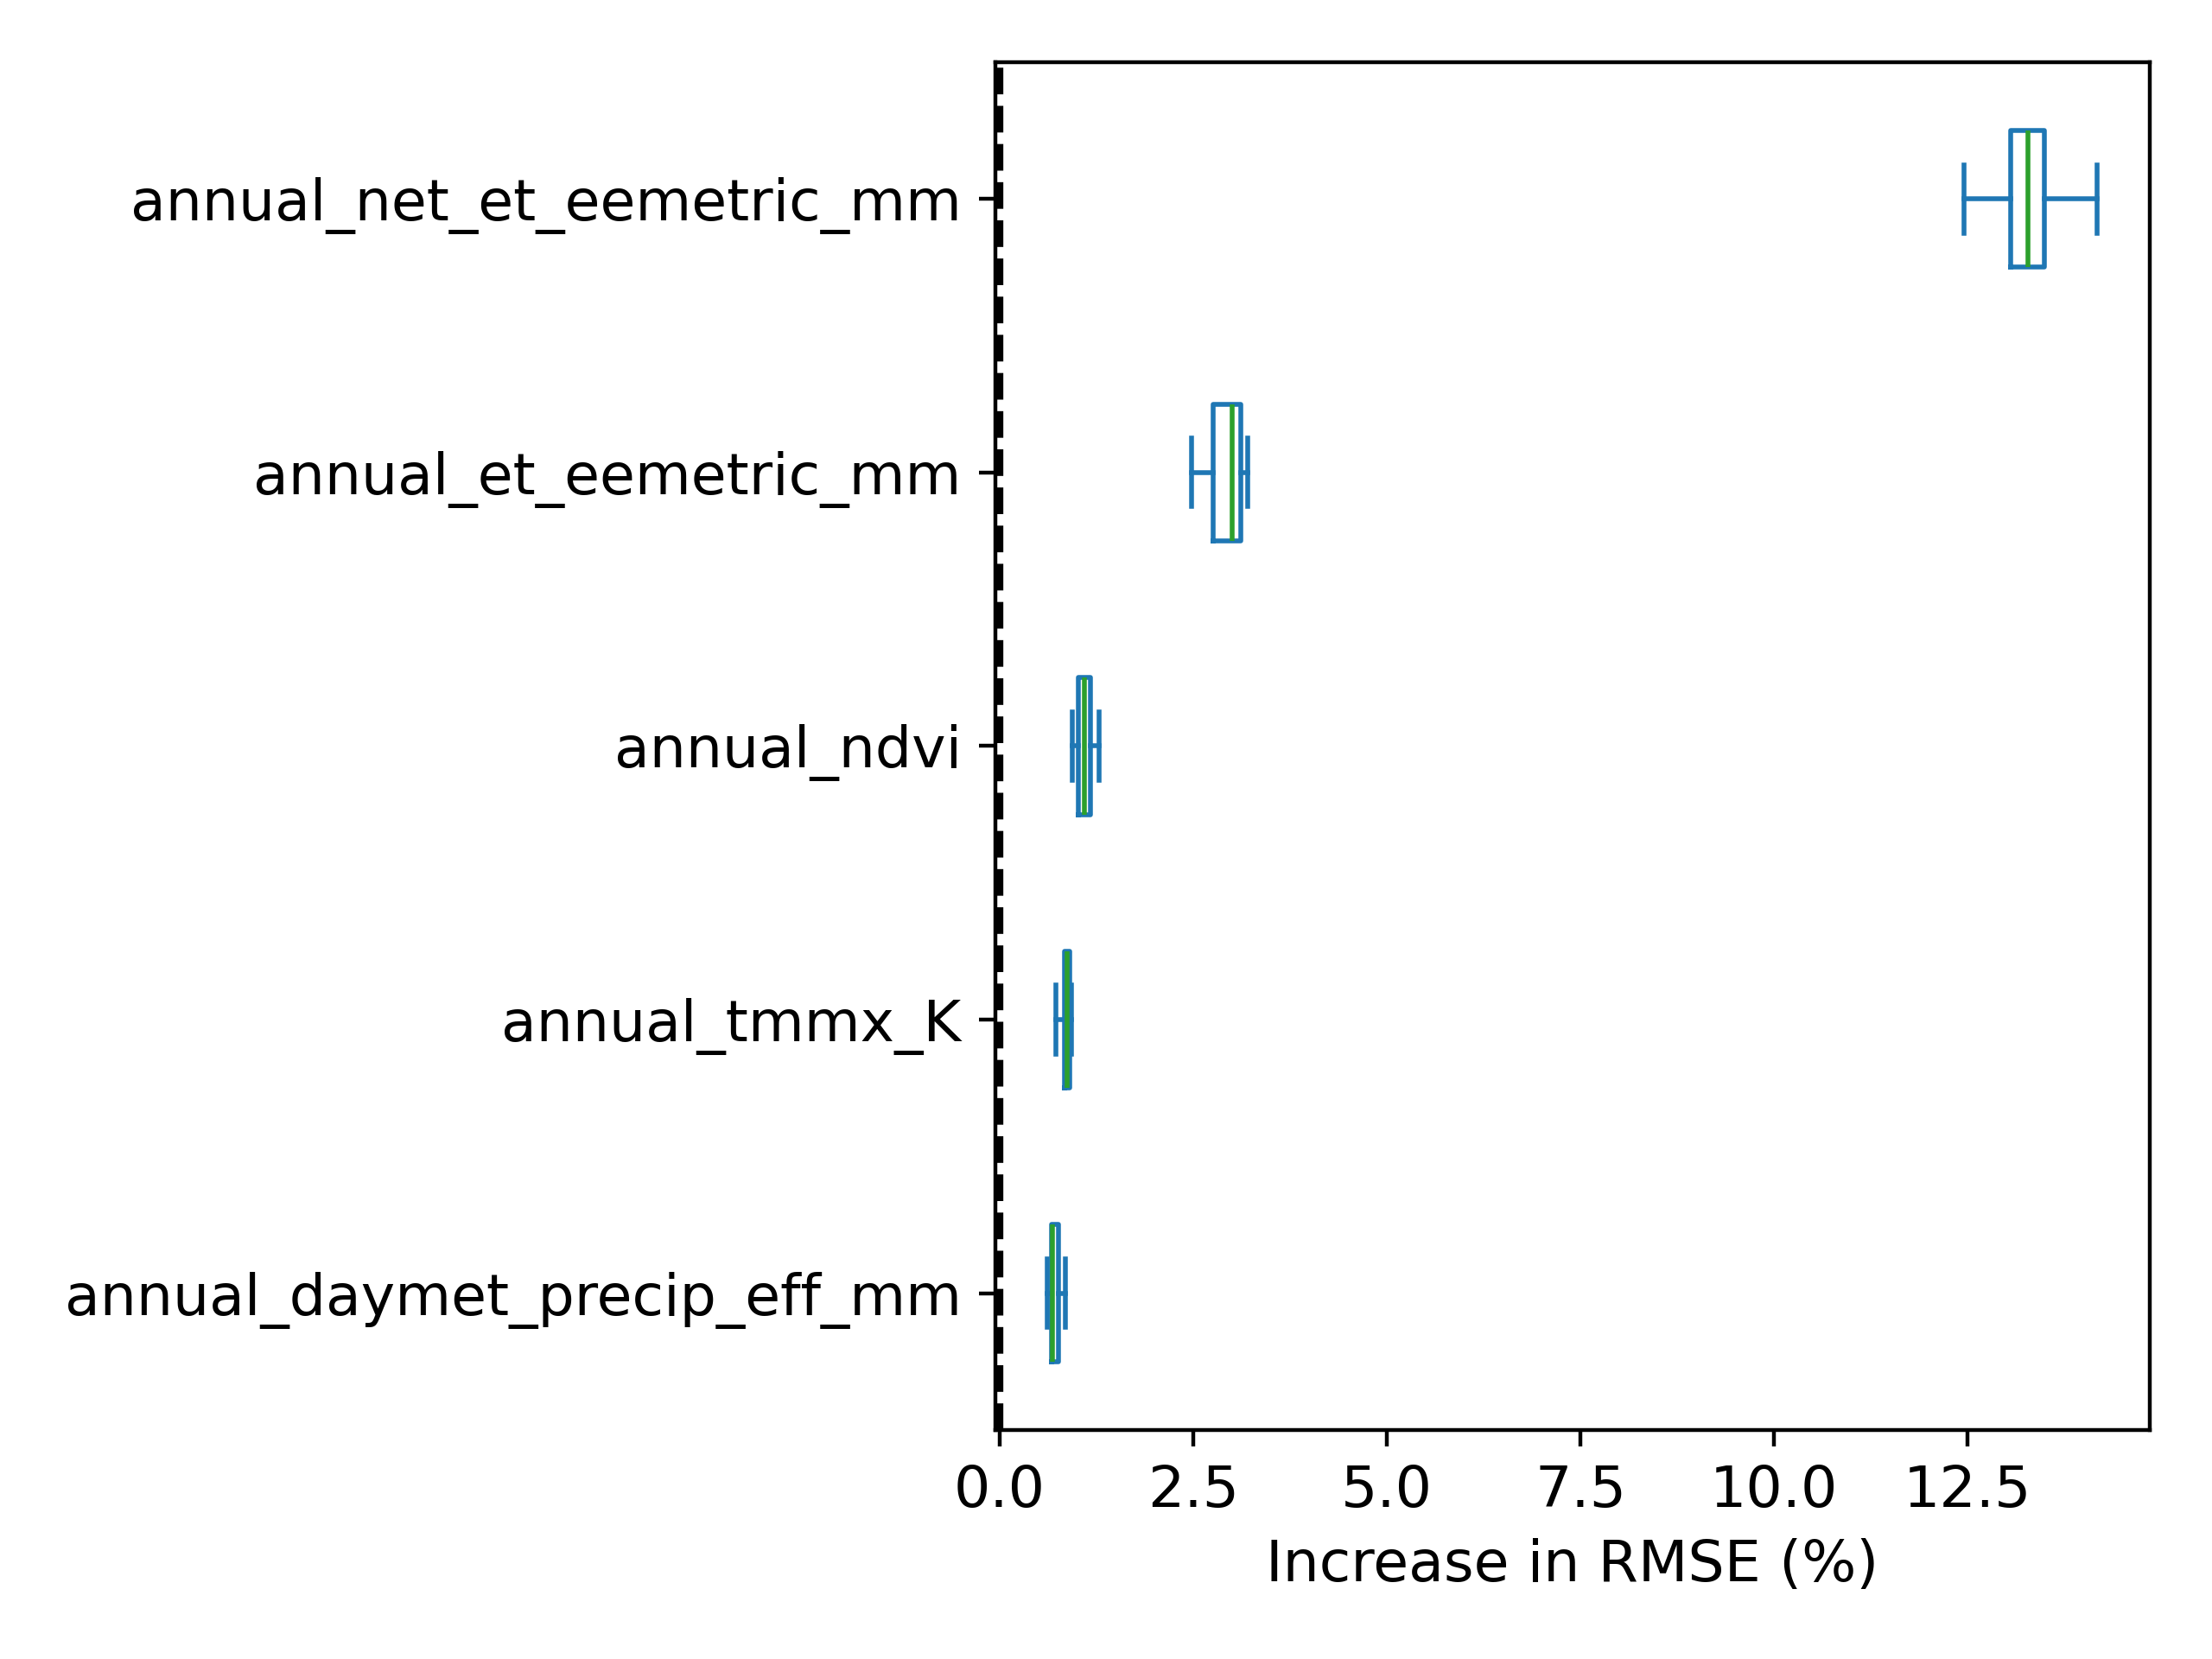 annual_net_et_eemetric_mm
annual_et_eemetric_mm
annual_ndvi
annual_tmmx_K
annual_daymet_precip_eff_mm
0.0 2.5 5.0 7.5 10.0 12.5
Increase in RMSE (%)